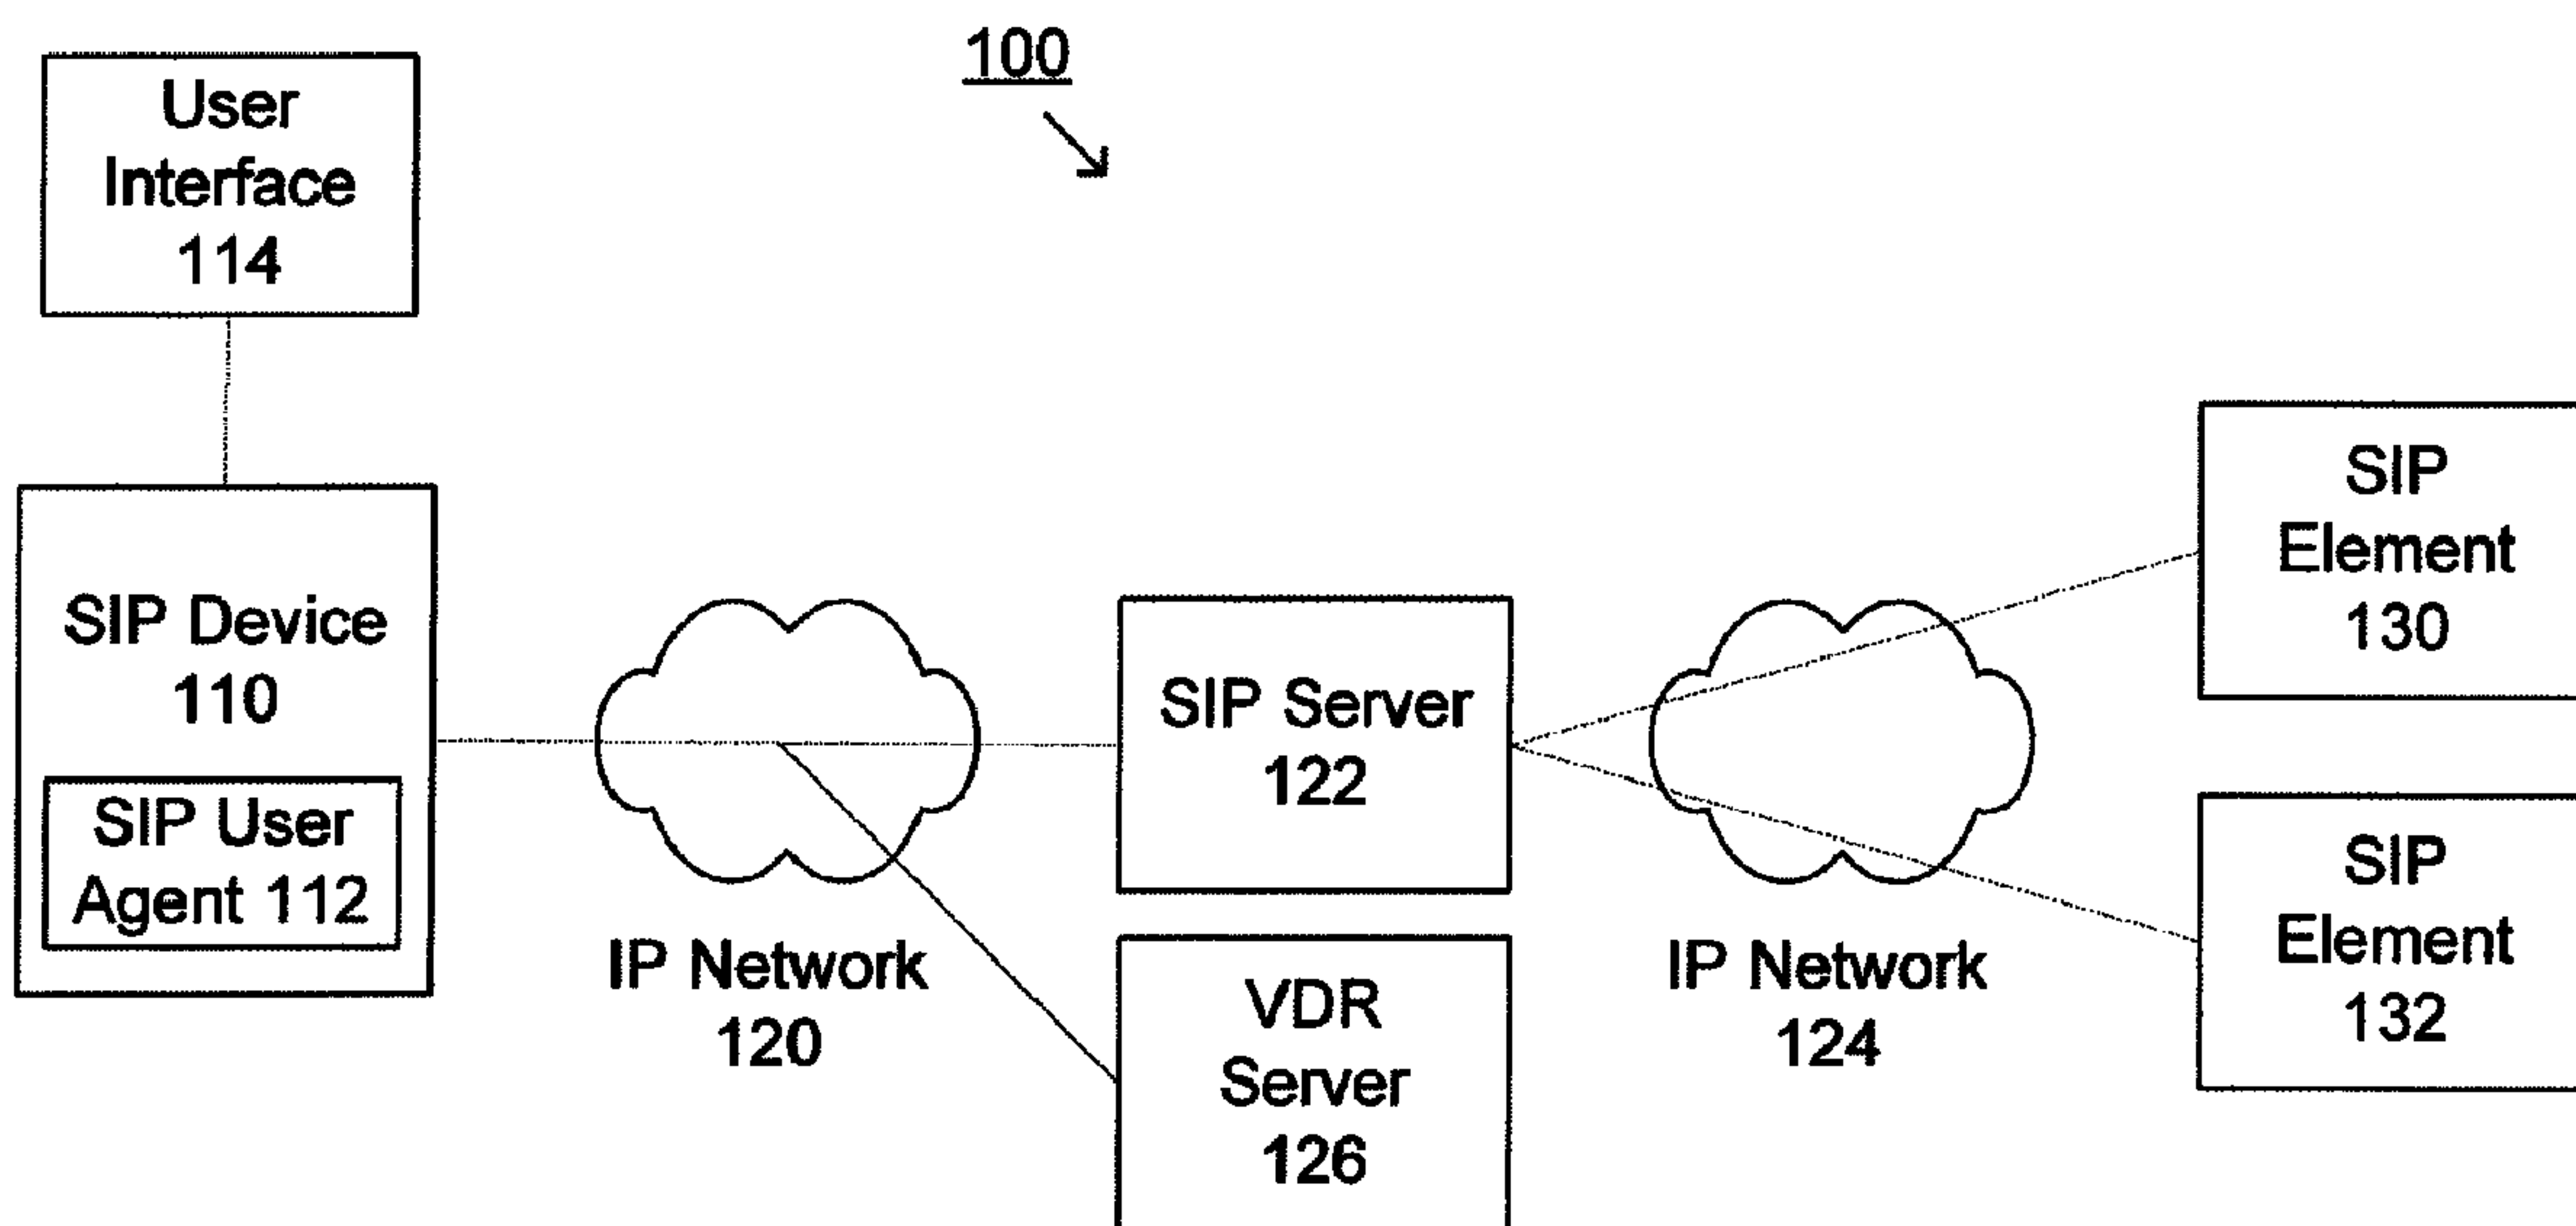 100
User
Interface
114
SIP Device
110
SIP User
Agent 112
IP Network
120
SIP Server
122
VDR
Server
126
IP Network
124
SIP
Element
130
SIP
Element
132